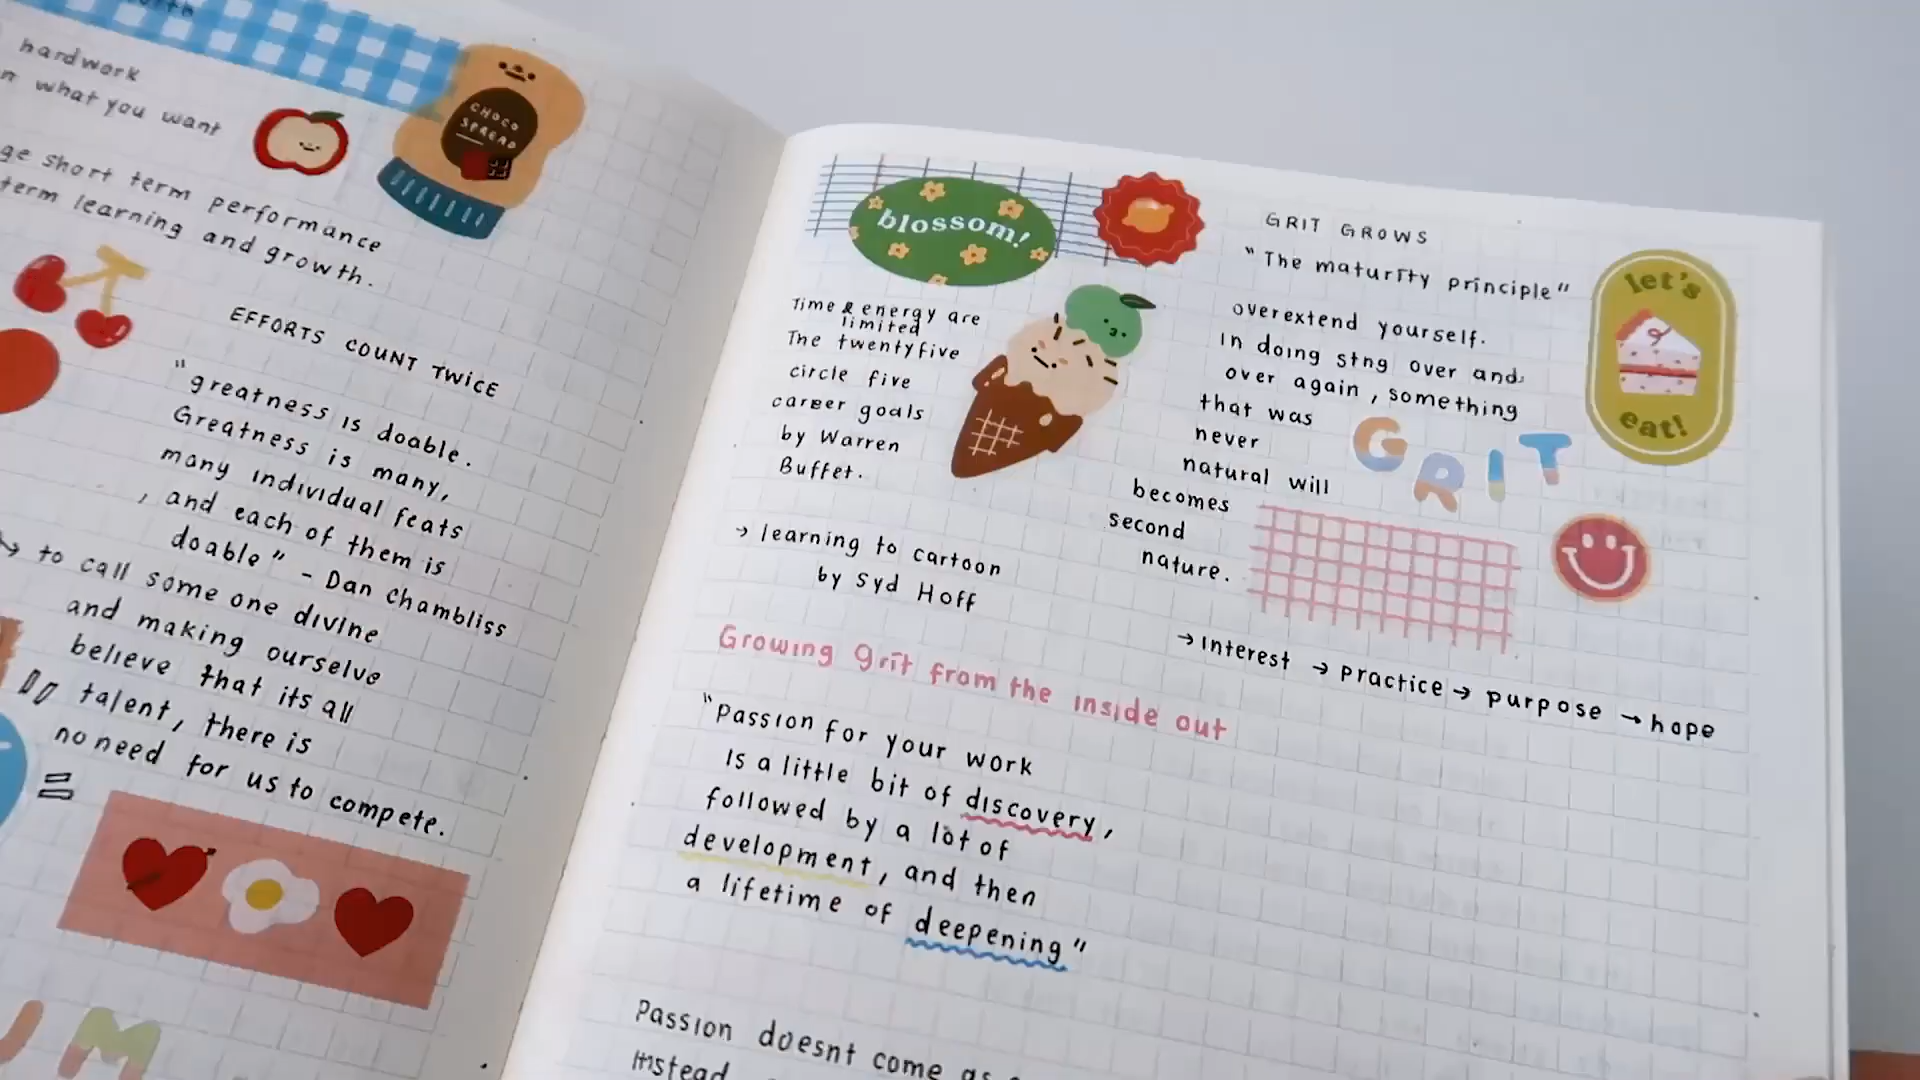 hardwork
what you want
short term performance
term learning and growth.
CHOCO
SPREAD
EFFORTS COUNT TWICE
"greatness is doable.
Greatness is many,
many individual feats
, and each of them is
doable" - Dan Chambliss
→ to call some one divine
and making ourselve
believe that its all
talent, there is
no need for us to compete.
M
blossom!
Time & energy are
limited
The twentyfive
circle five
career goals
by Warren
Buffet.
→ learning to cartoon
by Syd Hoff
GRIT GROWS
"The maturity principle"
overextend yourself.
In doing stng over and
over again, something
that was
never
natural will
becomes
second
nature.
GRIT
let's
eat!
→ interest → practice → purpose → hope
Growing grit from the inside out
"Passion for your work
Is a little bit of discovery,
followed by a lot of
development, and then
a lifetime of deepening"
Passion doesnt come as
Instead